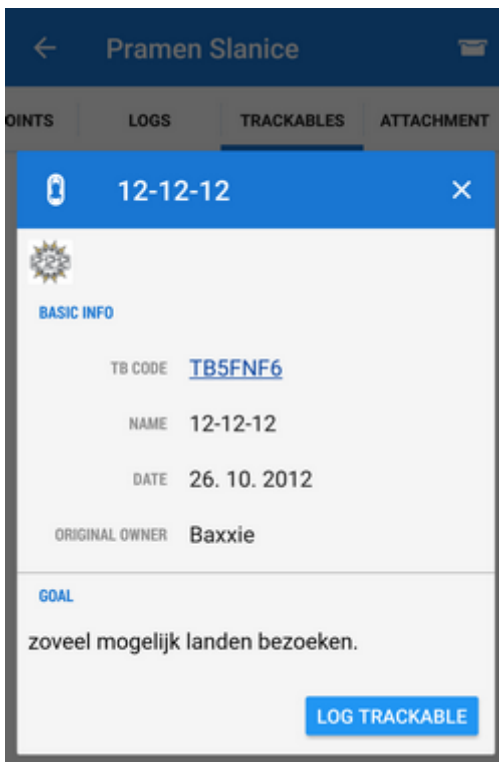 Pramen Slanice
OINTS LOGS TRACKABLES ATTACHMENT
12-12-12
BASIC INFO
TB CODE TB5FNF6
NAME 12-12-12
DATE 26. 10. 2012
ORIGINAL OWNER Baxxie
GOAL
zoveel mogelijk landen bezoeken.
LOG TRACKABLE